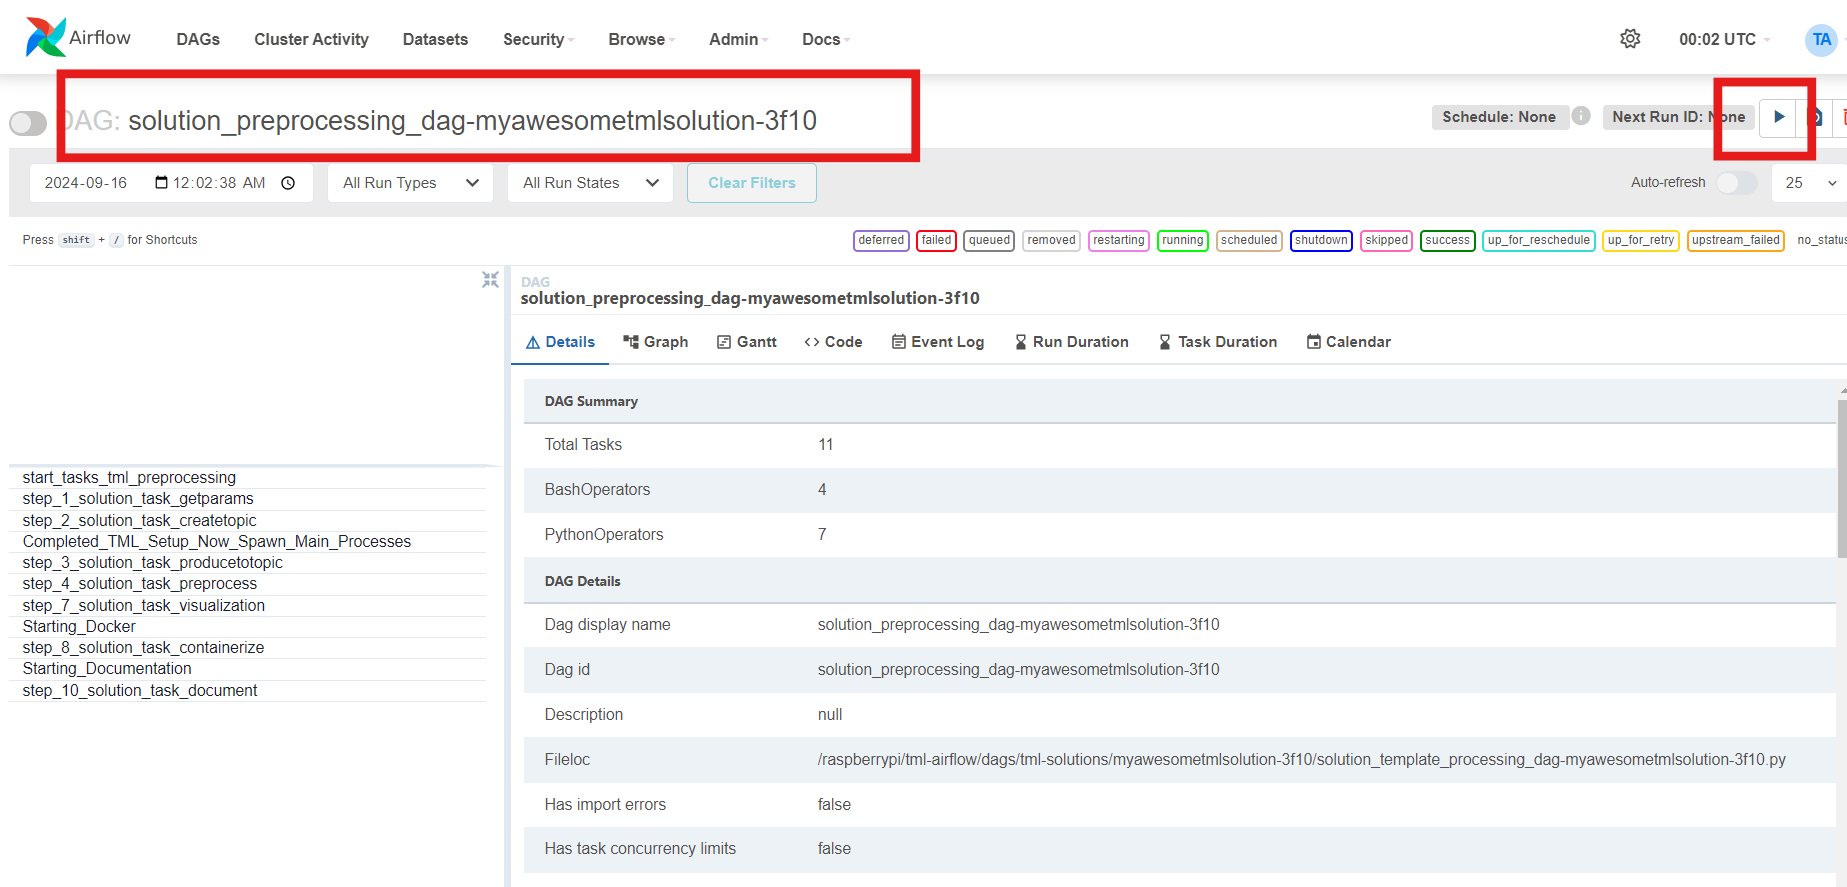 Airflow DAGs Cluster Activity Datasets Security Browse Admin Docs 00:02 UTC TA
DAG: solution_preprocessing_dag-myawesometmlsolution-3f10 Schedule: None i Next Run ID: None
2024-09-16 12:02:38 AM All Run Types All Run States Clear Filters Auto-refresh 25
Press shift + / for Shortcuts deferred failed queued removed restarting running scheduled shutdown skipped success up_for_reschedule up_for_retry upstream_failed no_status
DAG
solution_preprocessing_dag-myawesometmlsolution-3f10
Details Graph Gantt Code Event Log Run Duration Task Duration Calendar
start_tasks_tml_preprocessing
step_1_solution_task_getparams
step_2_solution_task_createtopic
Completed_TML_Setup_Now_Spawn_Main_Processes
step_3_solution_task_producetotopic
step_4_solution_task_preprocess
step_7_solution_task_visualization
Starting_Docker
step_8_solution_task_containerize
Starting_Documentation
step_10_solution_task_document
DAG Summary
Total Tasks 11
BashOperators 4
PythonOperators 7
DAG Details
Dag display name solution_preprocessing_dag-myawesometmlsolution-3f10
Dag id solution_preprocessing_dag-myawesometmlsolution-3f10
Description null
Fileloc /raspberrypi/tml-airflow/dags/tml-solutions/myawesometmlsolution-3f10/solution_template_processing_dag-myawesometmlsolution-3f10.py
Has import errors false
Has task concurrency limits false